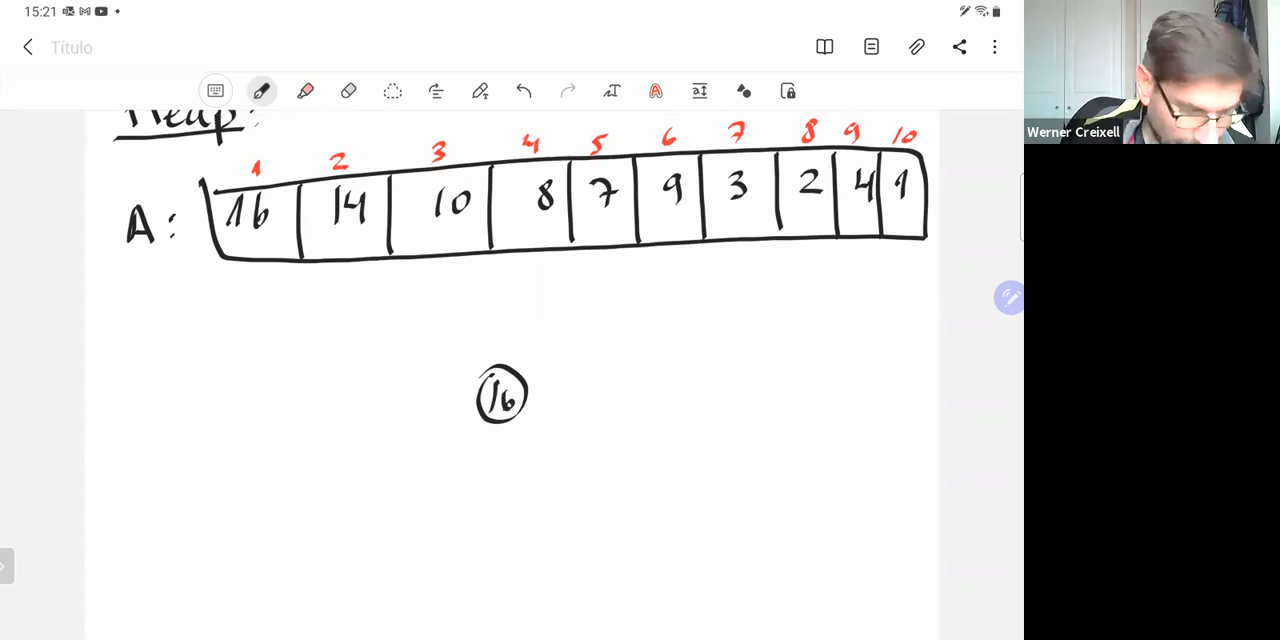 15:21
Título
Heap:
1 2 3 4 5 6 7 8 9 10
A: 16 14 10 8 7 9 3 2 4 1
16
Werner Creixell